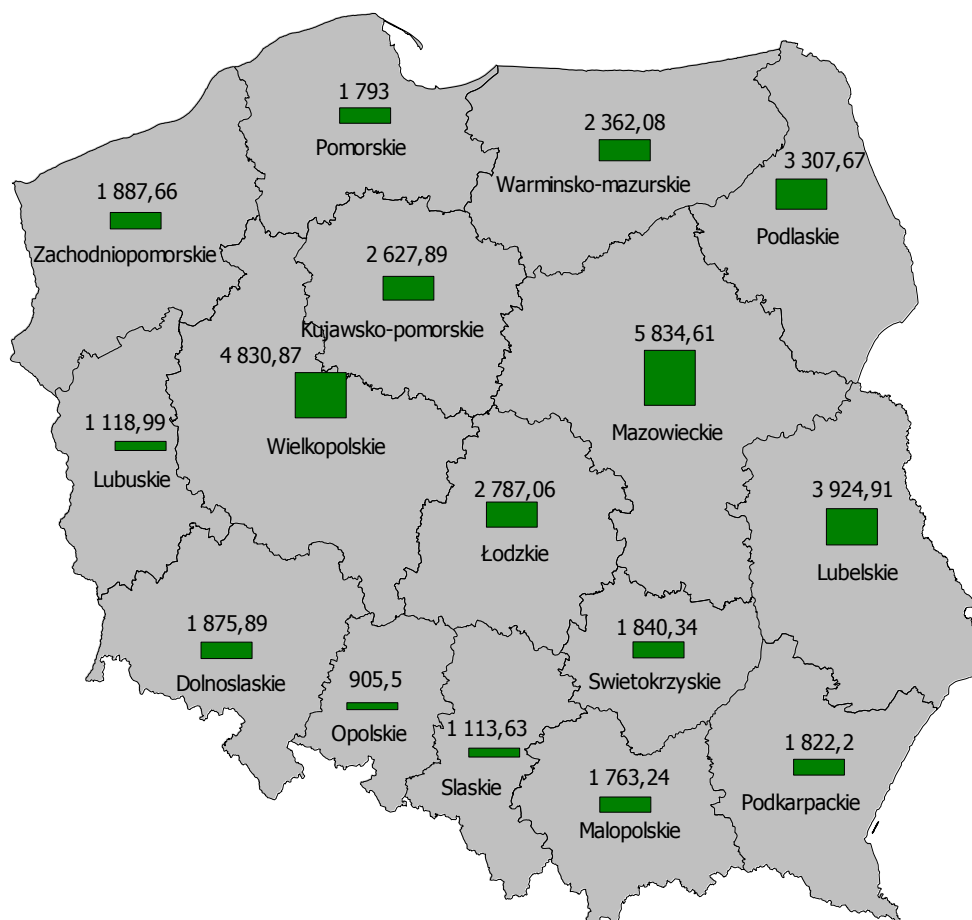 1 793
Pomorskie
2 362,08
Warminsko-mazurskie
3 307,67
Podlaskie
1 887,66
Zachodniopomorskie
2 627,89
Kujawsko-pomorskie
4 830,87
Wielkopolskie
5 834,61
Mazowieckie
1 118,99
Lubuskie
2 787,06
Łodzkie
3 924,91
Lubelskie
1 875,89
Dolnoslaskie
905,5
Opolskie
1 840,34
Swietokrzyskie
1 113,63
Slaskie
1 763,24
Malopolskie
1 822,2
Podkarpackie